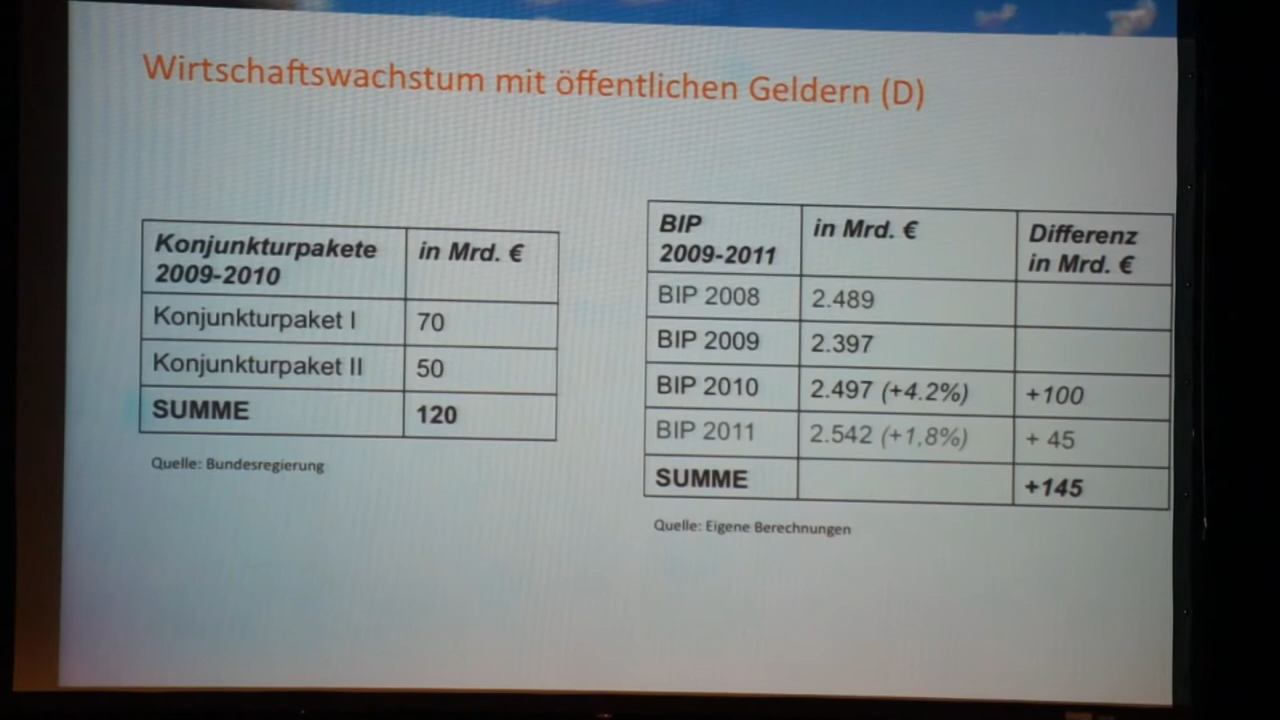 Wirtschaftswachstum mit öffentlichen Geldern (D)
Konjunkturpakete 2009-2010 in Mrd. €
Konjunkturpaket I 70
Konjunkturpaket II 50
SUMME 120
Quelle: Bundesregierung
BIP 2009-2011 in Mrd. € Differenz in Mrd. €
BIP 2008 2.489
BIP 2009 2.397
BIP 2010 2.497 (+4.2%) +100
BIP 2011 2.542 (+1,8%) + 45
SUMME +145
Quelle: Eigene Berechnungen